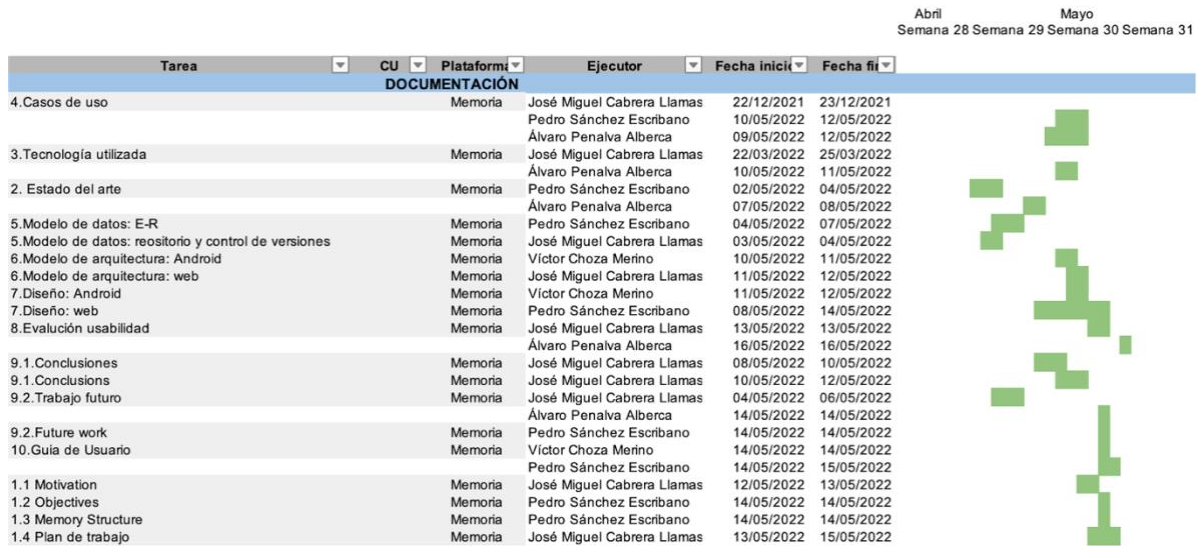 Abril Mayo
Semana 28 Semana 29 Semana 30 Semana 31
Tarea CU Plataforma Ejecutor Fecha inicio Fecha fin
DOCUMENTACIÓN
4.Casos de uso Memoria José Miguel Cabrera Llamas 22/12/2021 23/12/2021
Pedro Sánchez Escribano 10/05/2022 12/05/2022
Álvaro Penalva Alberca 09/05/2022 12/05/2022
3.Tecnología utilizada Memoria José Miguel Cabrera Llamas 22/03/2022 25/03/2022
Álvaro Penalva Alberca 10/05/2022 11/05/2022
2. Estado del arte Memoria Pedro Sánchez Escribano 02/05/2022 04/05/2022
Álvaro Penalva Alberca 07/05/2022 08/05/2022
5.Modelo de datos: E-R Memoria Pedro Sánchez Escribano 04/05/2022 07/05/2022
5.Modelo de datos: reositorio y control de versiones Memoria José Miguel Cabrera Llamas 03/05/2022 04/05/2022
6.Modelo de arquitectura: Android Memoria Víctor Choza Merino 10/05/2022 11/05/2022
6.Modelo de arquitectura: web Memoria José Miguel Cabrera Llamas 11/05/2022 12/05/2022
7.Diseño: Android Memoria Víctor Choza Merino 11/05/2022 12/05/2022
7.Diseño: web Memoria Pedro Sánchez Escribano 08/05/2022 14/05/2022
8.Evalución usabilidad Memoria José Miguel Cabrera Llamas 13/05/2022 13/05/2022
Álvaro Penalva Alberca 16/05/2022 16/05/2022
9.1.Conclusiones Memoria José Miguel Cabrera Llamas 08/05/2022 10/05/2022
9.1.Conclusions Memoria José Miguel Cabrera Llamas 10/05/2022 12/05/2022
9.2.Trabajo futuro Memoria José Miguel Cabrera Llamas 04/05/2022 06/05/2022
Álvaro Penalva Alberca 14/05/2022 14/05/2022
9.2.Future work Memoria Pedro Sánchez Escribano 14/05/2022 14/05/2022
10.Guia de Usuario Memoria Víctor Choza Merino 14/05/2022 14/05/2022
Pedro Sánchez Escribano 14/05/2022 15/05/2022
1.1 Motivation Memoria José Miguel Cabrera Llamas 12/05/2022 13/05/2022
1.2 Objectives Memoria Pedro Sánchez Escribano 14/05/2022 14/05/2022
1.3 Memory Structure Memoria Pedro Sánchez Escribano 14/05/2022 14/05/2022
1.4 Plan de trabajo Memoria José Miguel Cabrera Llamas 13/05/2022 15/05/2022